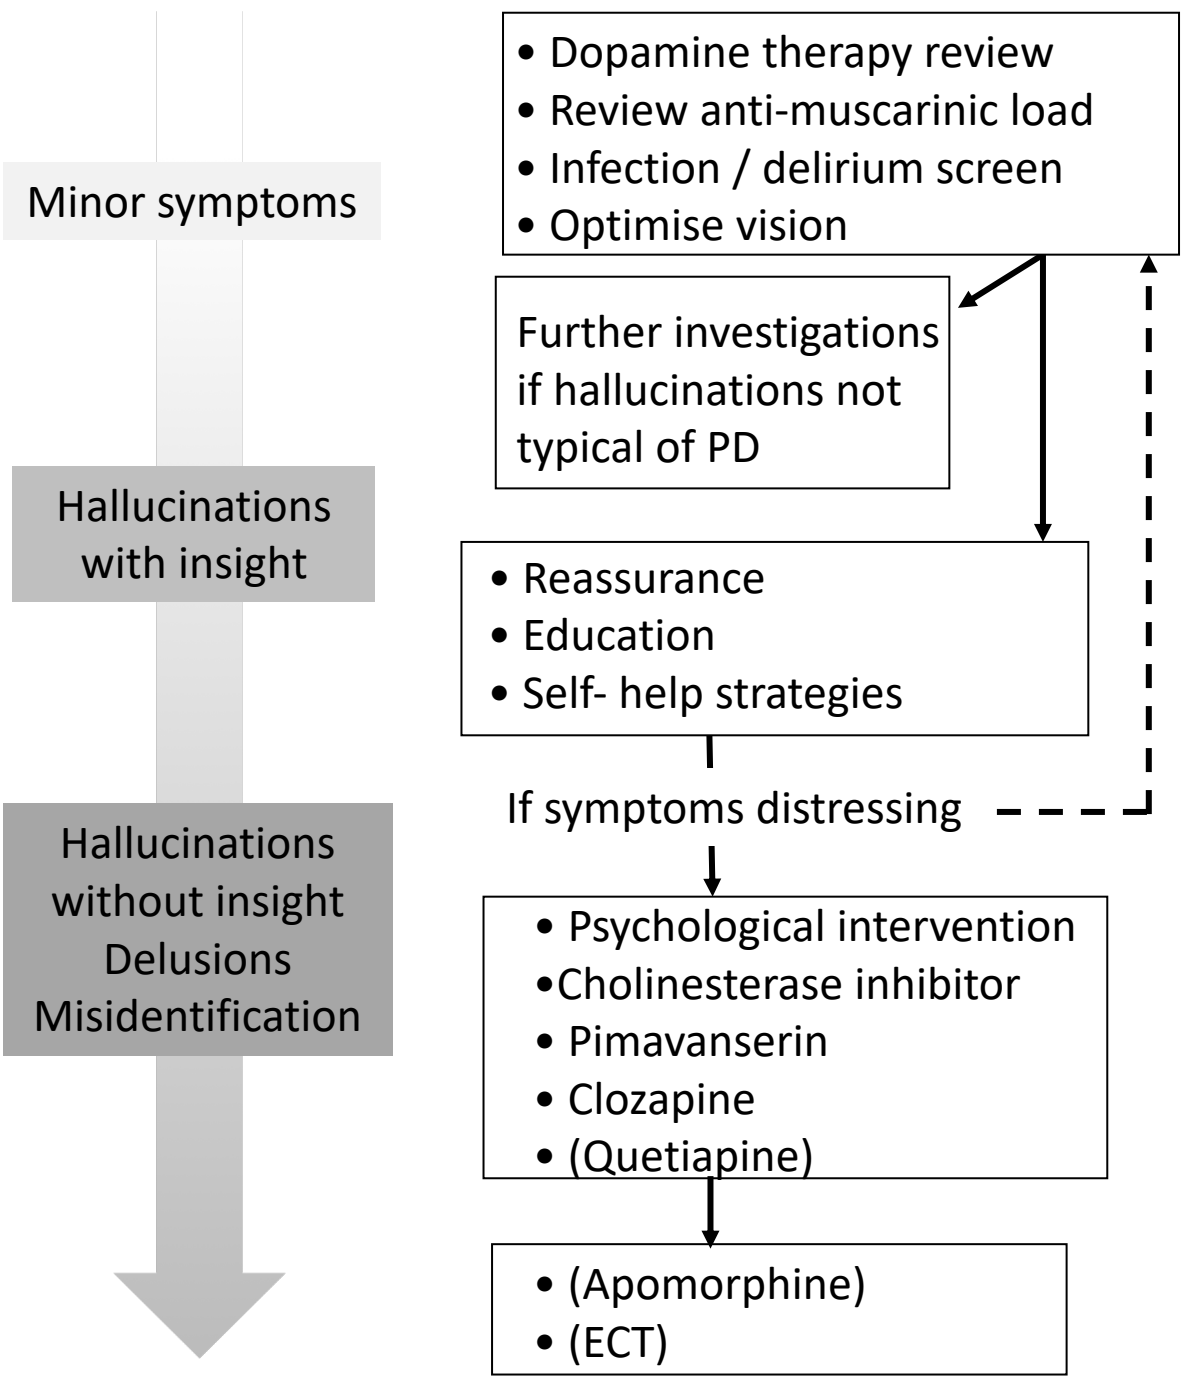 Minor symptoms
Hallucinations
with insight
Hallucinations
without insight
Delusions
Misidentification
• Dopamine therapy review
• Review anti-muscarinic load
• Infection / delirium screen
• Optimise vision
Further investigations
if hallucinations not
typical of PD
• Reassurance
• Education
• Self- help strategies
If symptoms distressing
• Psychological intervention
•Cholinesterase inhibitor
• Pimavanserin
• Clozapine
• (Quetiapine)
• (Apomorphine)
• (ECT)